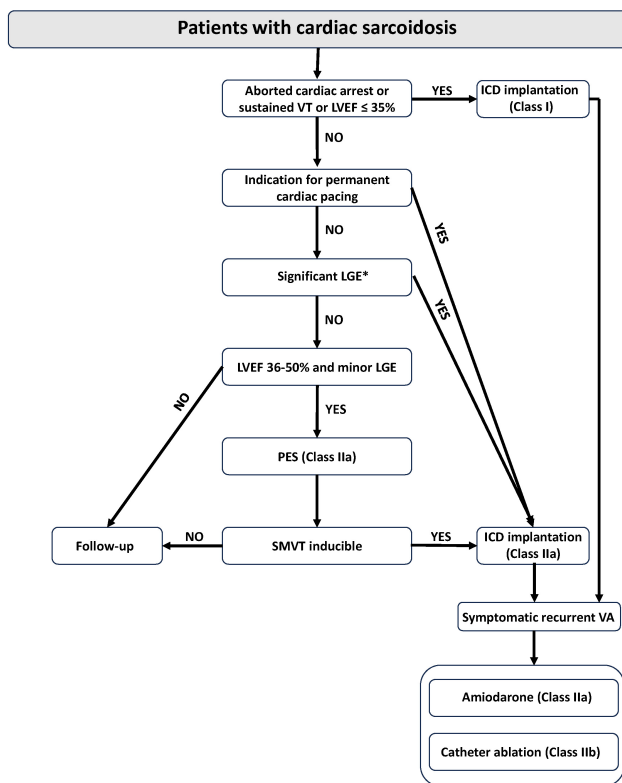 Patients with cardiac sarcoidosis
Aborted cardiac arrest or
sustained VT or LVEF ≤ 35%
YES
ICD implantation
(Class I)
NO
Indication for permanent
cardiac pacing
YES
NO
Significant LGE*
YES
NO
LVEF 36-50% and minor LGE
NO
YES
PES (Class IIa)
Follow-up
NO
SMVT inducible
YES
ICD implantation
(Class IIa)
Symptomatic recurrent VA
Amiodarone (Class IIa)
Catheter ablation (Class IIb)